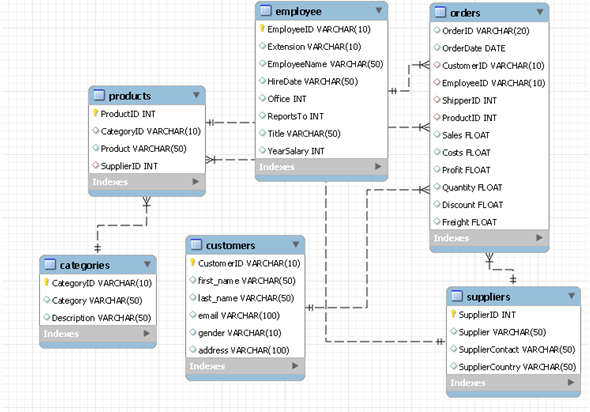 employee
EmployeeID VARCHAR(10)
Extension VARCHAR(10)
EmployeeName VARCHAR(50)
HireDate VARCHAR(50)
Office INT
ReportsTo INT
Title VARCHAR(50)
YearSalary INT
Indexes
orders
OrderID VARCHAR(20)
OrderDate DATE
CustomerID VARCHAR(10)
EmployeeID VARCHAR(10)
ShipperID INT
ProductID INT
Sales FLOAT
Costs FLOAT
Profit FLOAT
Quantity FLOAT
Discount FLOAT
Freight FLOAT
Indexes
products
ProductID INT
CategoryID VARCHAR(10)
Product VARCHAR(50)
SupplierID INT
Indexes
categories
CategoryID VARCHAR(10)
Category VARCHAR(50)
Description VARCHAR(50)
Indexes
customers
CustomerID VARCHAR(10)
first_name VARCHAR(50)
last_name VARCHAR(50)
email VARCHAR(100)
gender VARCHAR(10)
address VARCHAR(100)
Indexes
suppliers
SupplierID INT
Supplier VARCHAR(50)
SupplierContact VARCHAR(50)
SupplierCountry VARCHAR(50)
Indexes